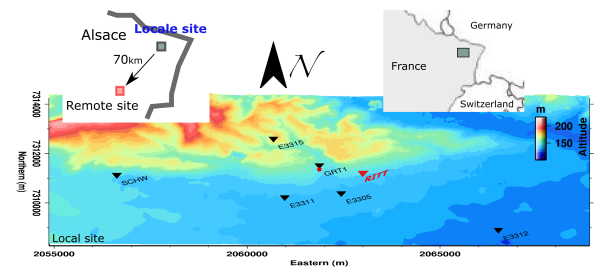 Alsace
Locale site
70km
Remote site
N
Germany
France
Switzerland
m
200
150
Altitude
7314000
7312000
7310000
Northern (m)
E3315
SCHW
GRT1
RITT
E3311
E3305
E3312
Local site
2055000
2060000
2065000
Eastern (m)